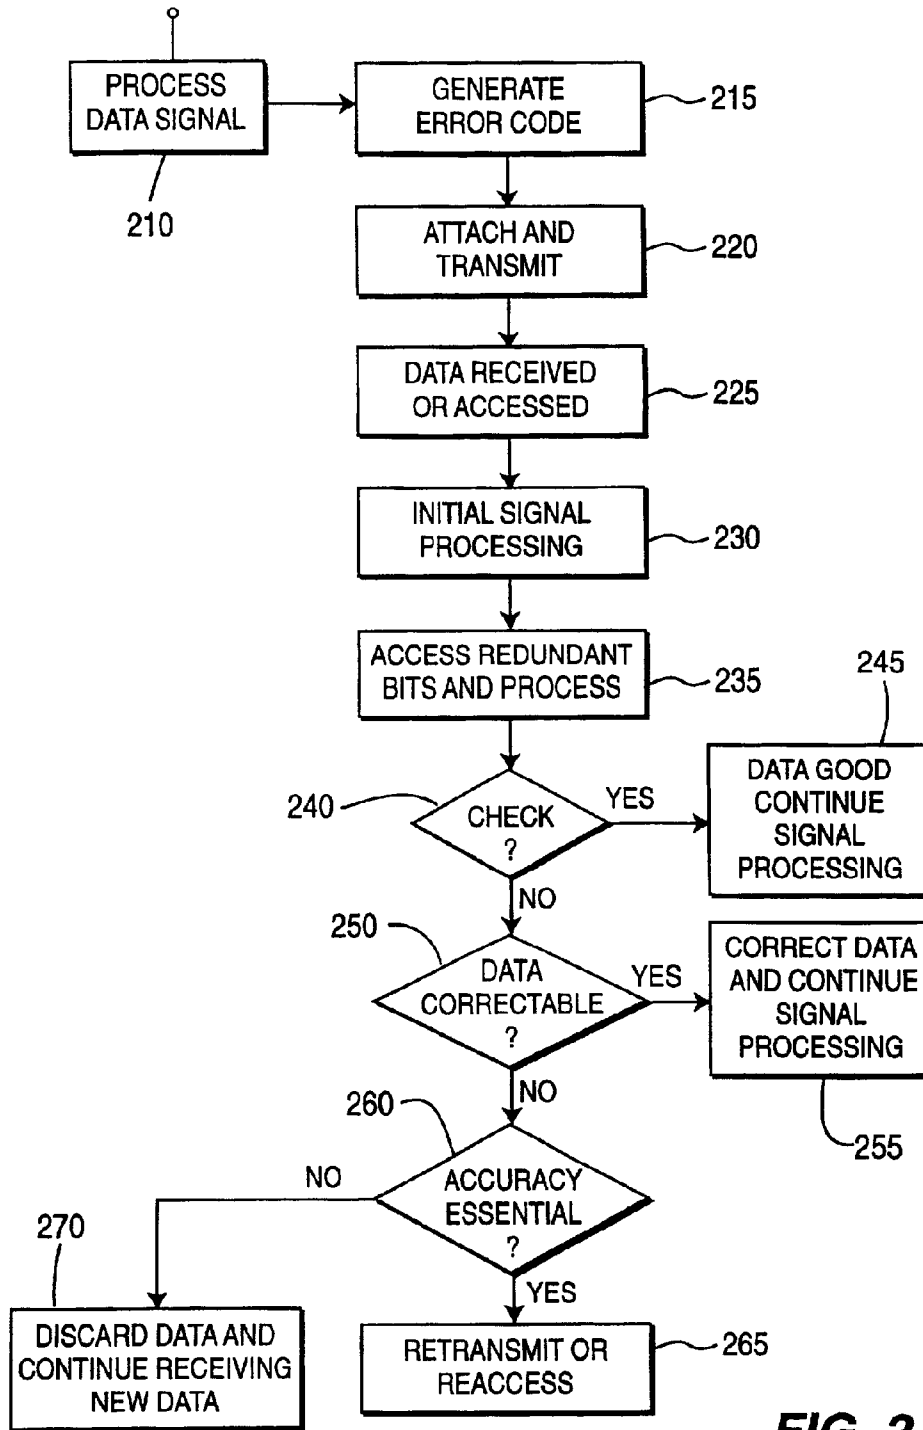 PROCESS
DATA SIGNAL
210
GENERATE
ERROR CODE
215
ATTACH AND
TRANSMIT
220
DATA RECEIVED
OR ACCESSED
225
INITIAL SIGNAL
PROCESSING
230
ACCESS REDUNDANT
BITS AND PROCESS
235
240
CHECK
?
YES
245
DATA GOOD
CONTINUE
SIGNAL
PROCESSING
NO
250
DATA
CORRECTABLE
?
YES
CORRECT DATA
AND CONTINUE
SIGNAL
PROCESSING
255
NO
260
ACCURACY
ESSENTIAL
?
NO
270
DISCARD DATA AND
CONTINUE RECEIVING
NEW DATA
YES
RETRANSMIT OR
REACCESS
265
FIG. 2